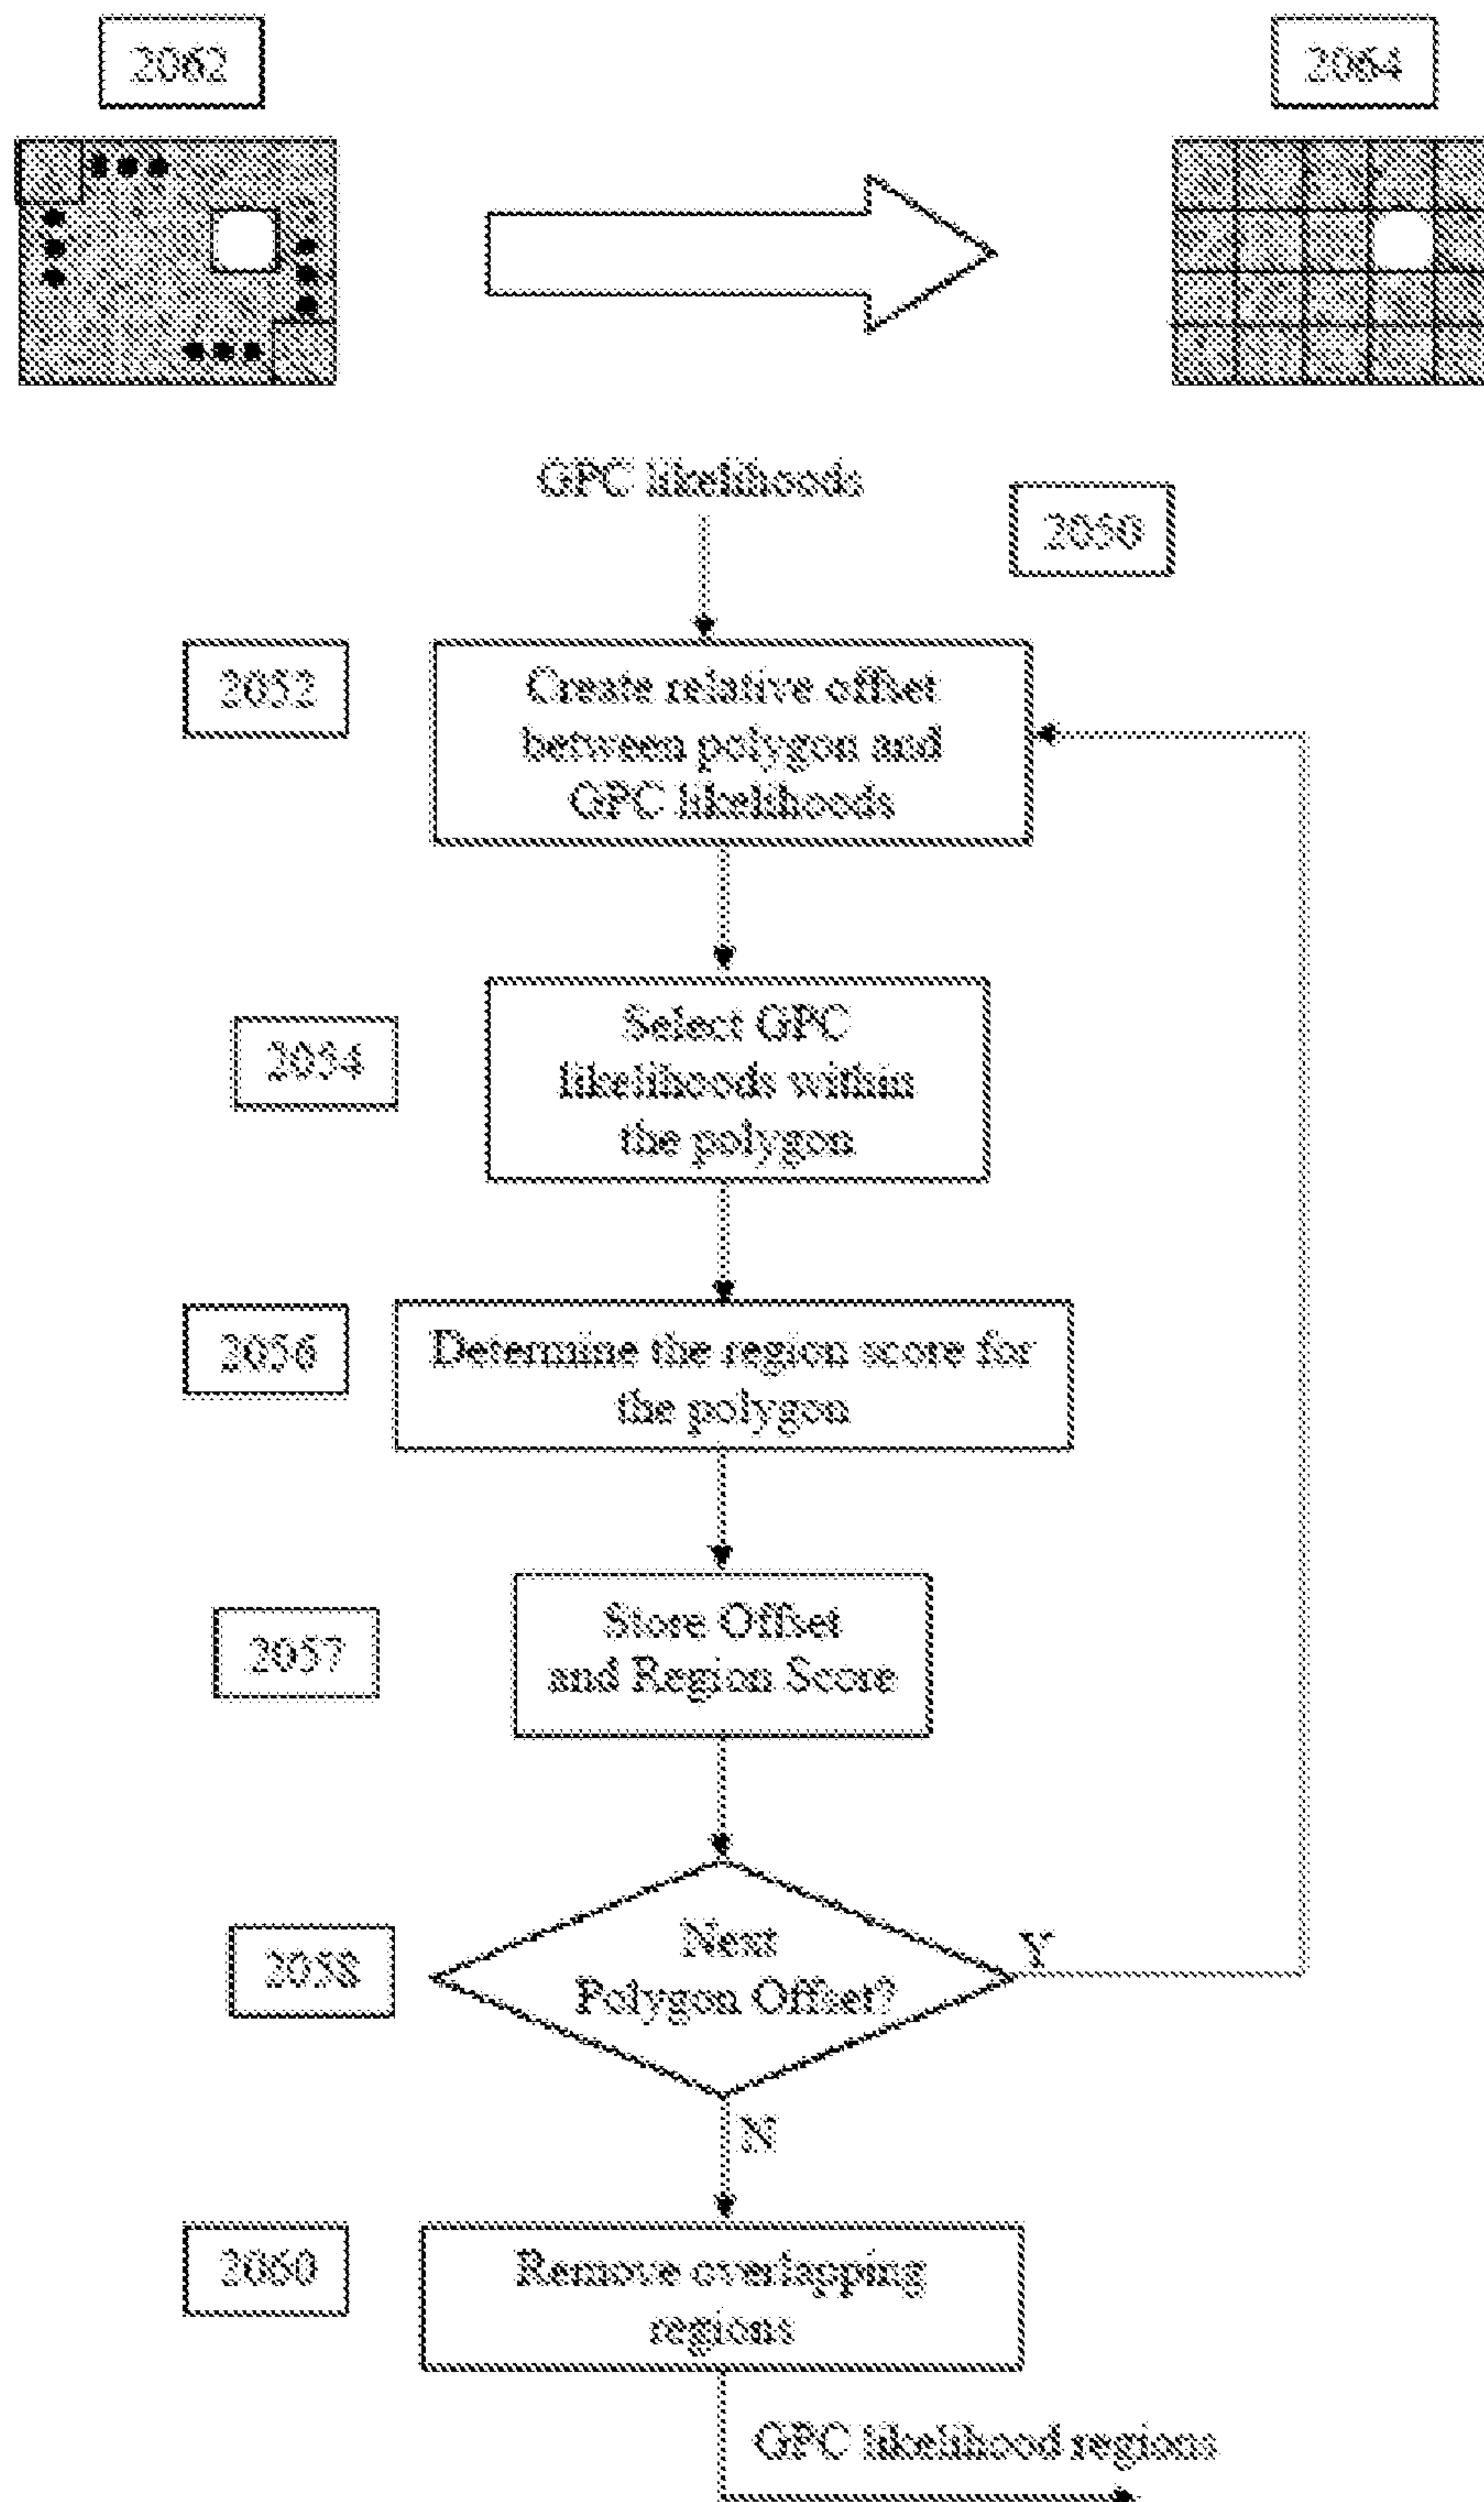 2062
2064
GPC likelihoods
2050
2052
Create relative offset
between polygon and
GPC likelihoods
2054
Select GPC
likelihoods within
the polygon
2056
Determine the region score for
the polygon
2057
Store Offset
and Region Score
2058
Next
Polygon Offset?
Y
N
2060
Remove overlapping
regions
GPC likelihood regions